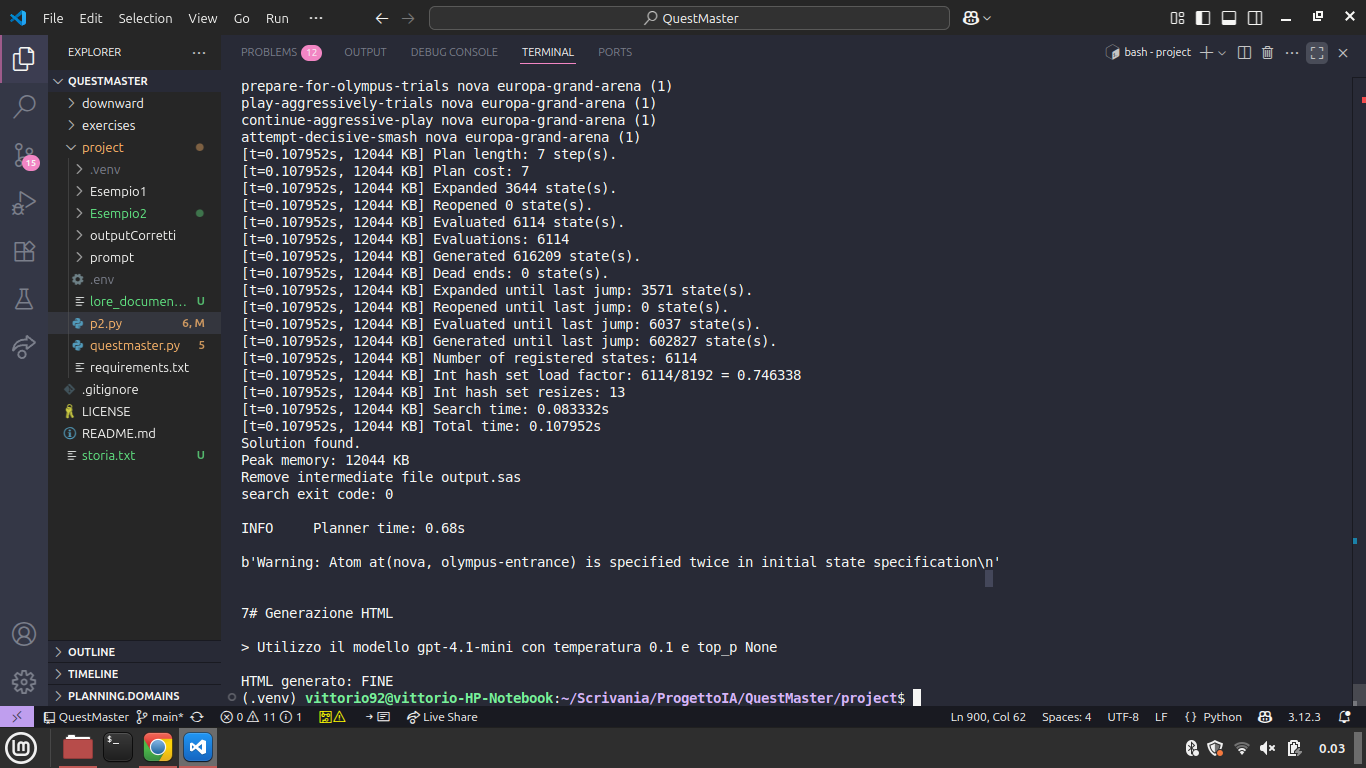 File Edit Selection View Go Run ··· QuestMaster
EXPLORER ···
QUESTMASTER
downward
exercises
project
.venv
Esempio1
Esempio2
outputCorretti
prompt
.env
lore_documen... U
p2.py 6, M
questmaster.py 5
requirements.txt
.gitignore
LICENSE
README.md
storia.txt U
OUTLINE
TIMELINE
PLANNING.DOMAINS
15
PROBLEMS 12 OUTPUT DEBUG CONSOLE TERMINAL PORTS bash - project ···
prepare-for-olympus-trials nova europa-grand-arena (1)
play-aggressively-trials nova europa-grand-arena (1)
continue-aggressive-play nova europa-grand-arena (1)
attempt-decisive-smash nova europa-grand-arena (1)
[t=0.107952s, 12044 KB] Plan length: 7 step(s).
[t=0.107952s, 12044 KB] Plan cost: 7
[t=0.107952s, 12044 KB] Expanded 3644 state(s).
[t=0.107952s, 12044 KB] Reopened 0 state(s).
[t=0.107952s, 12044 KB] Evaluated 6114 state(s).
[t=0.107952s, 12044 KB] Evaluations: 6114
[t=0.107952s, 12044 KB] Generated 616209 state(s).
[t=0.107952s, 12044 KB] Dead ends: 0 state(s).
[t=0.107952s, 12044 KB] Expanded until last jump: 3571 state(s).
[t=0.107952s, 12044 KB] Reopened until last jump: 0 state(s).
[t=0.107952s, 12044 KB] Evaluated until last jump: 6037 state(s).
[t=0.107952s, 12044 KB] Generated until last jump: 602827 state(s).
[t=0.107952s, 12044 KB] Number of registered states: 6114
[t=0.107952s, 12044 KB] Int hash set load factor: 6114/8192 = 0.746338
[t=0.107952s, 12044 KB] Int hash set resizes: 13
[t=0.107952s, 12044 KB] Search time: 0.083332s
[t=0.107952s, 12044 KB] Total time: 0.107952s
Solution found.
Peak memory: 12044 KB
Remove intermediate file output.sas
search exit code: 0
INFO Planner time: 0.68s
b'Warning: Atom at(nova, olympus-entrance) is specified twice in initial state specification\n'
7# Generazione HTML
> Utilizzo il modello gpt-4.1-mini con temperatura 0.1 e top_p None
HTML generato: FINE
(.venv) vittorio92@vittorio-HP-Notebook:~/Scrivania/ProgettoIA/QuestMaster/project$
QuestMaster main* 0 11 1 Live Share Ln 900, Col 62 Spaces: 4 UTF-8 LF {} Python 3.12.3
0.03